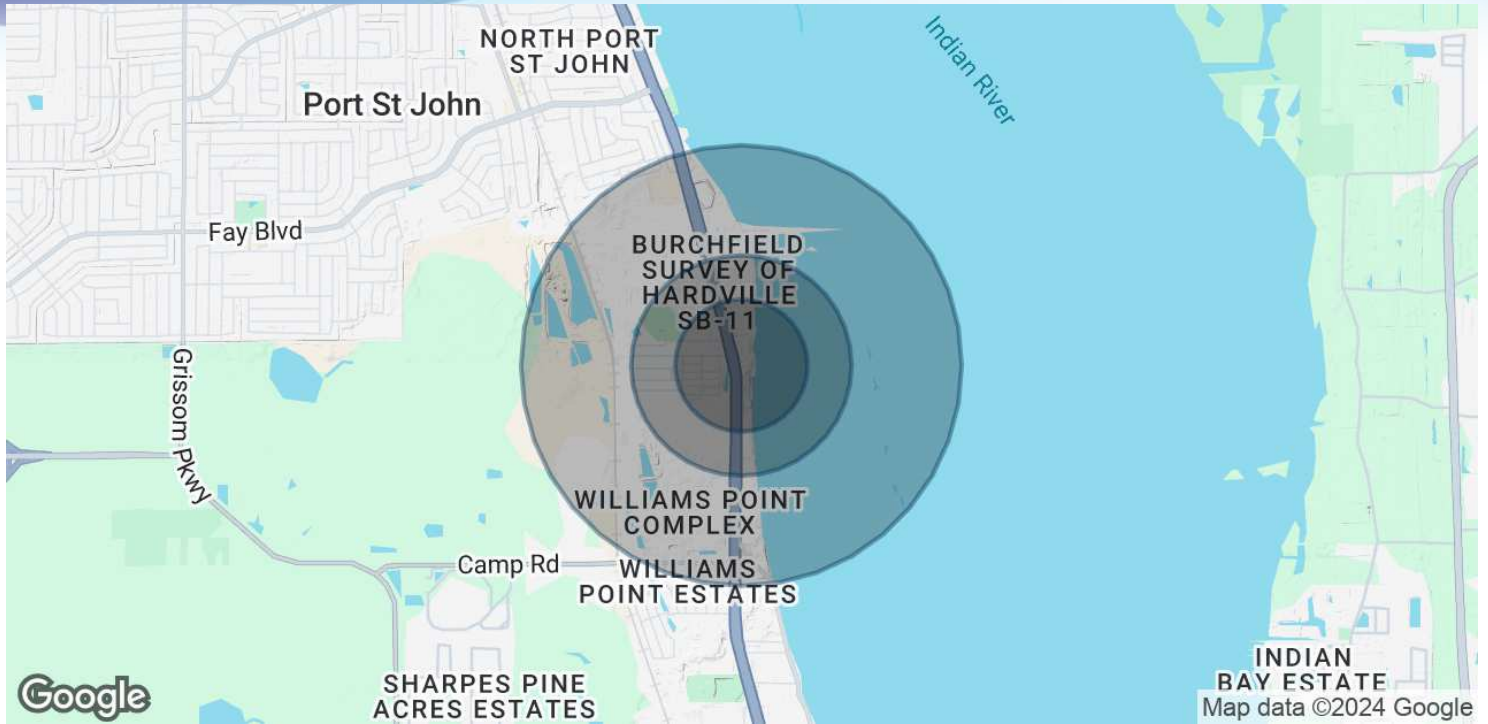 NORTH PORT
ST JOHN
Indian River
Port St John
Fay Blvd
BURCHFIELD
SURVEY OF
HARDVILLE
SB-11
Grissom Pkwy
WILLIAMS POINT
COMPLEX
Camp Rd
WILLIAMS
POINT ESTATES
SHARPES PINE
ACRES ESTATES
INDIAN
BAY ESTATE
Google
Map data ©2024 Google